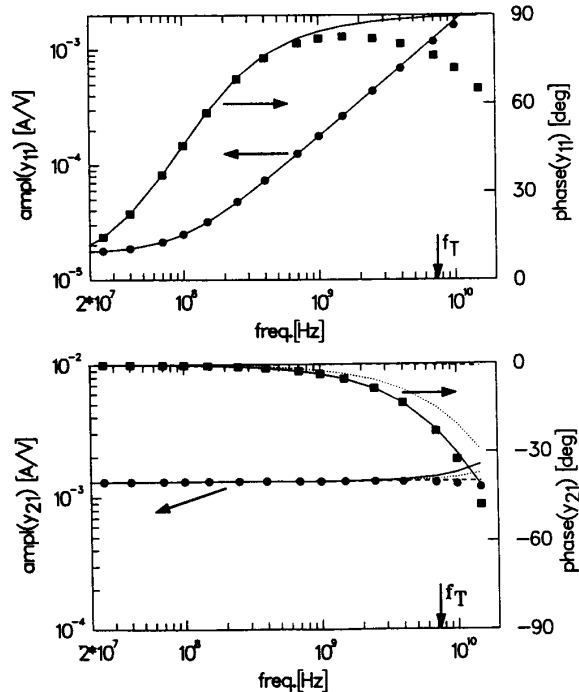 10⁻³
10⁻⁴
10⁻⁵
ampl(y₁₁) [A/V]
90
60
30
0
phase(y₁₁) [deg]
f_T
2*10⁷
10⁸
10⁹
10¹⁰
freq.[Hz]
10⁻²
10⁻³
10⁻⁴
ampl(y₂₁) [A/V]
0
-30
-60
-90
phase(y₂₁) [deg]
f_T
2*10⁷
10⁸
10⁹
10¹⁰
freq.[Hz]